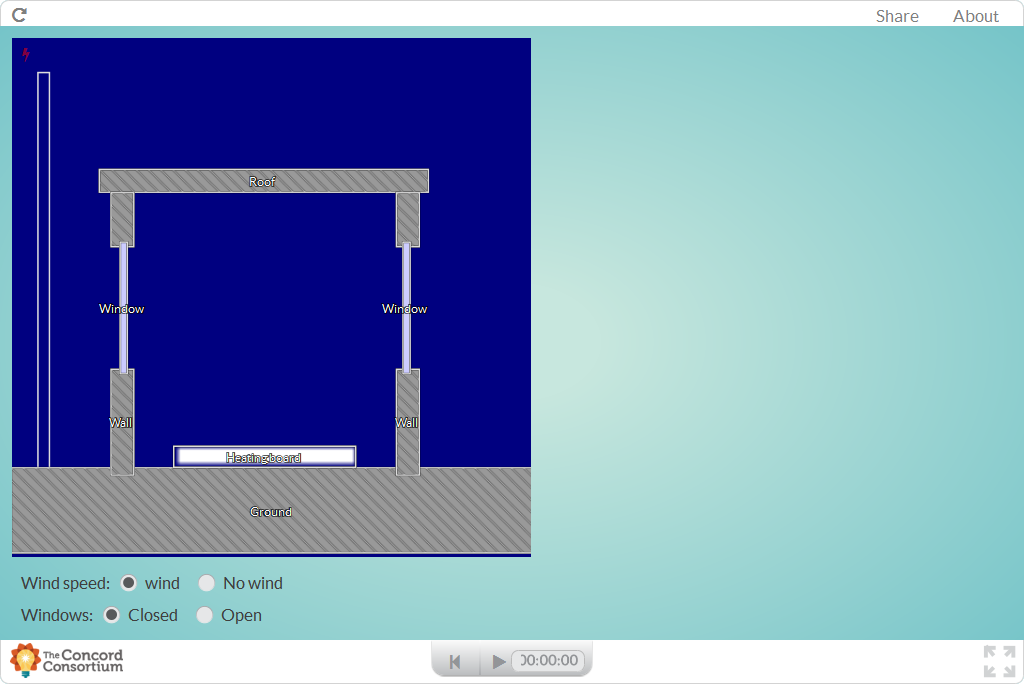 Share About
Roof
Window Window
Wall Wall
Heatingboard
Ground
Wind speed: wind No wind
Windows: Closed Open
The Concord
Consortium
00:00:00